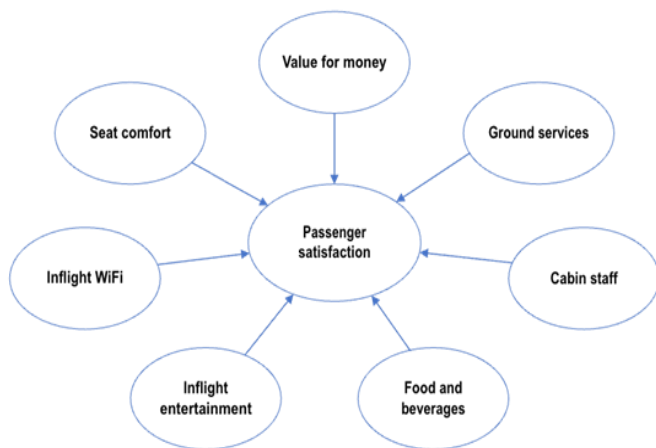 Value for money
Seat comfort
Ground services
Passenger
satisfaction
Inflight WiFi
Cabin staff
Inflight
entertainment
Food and
beverages